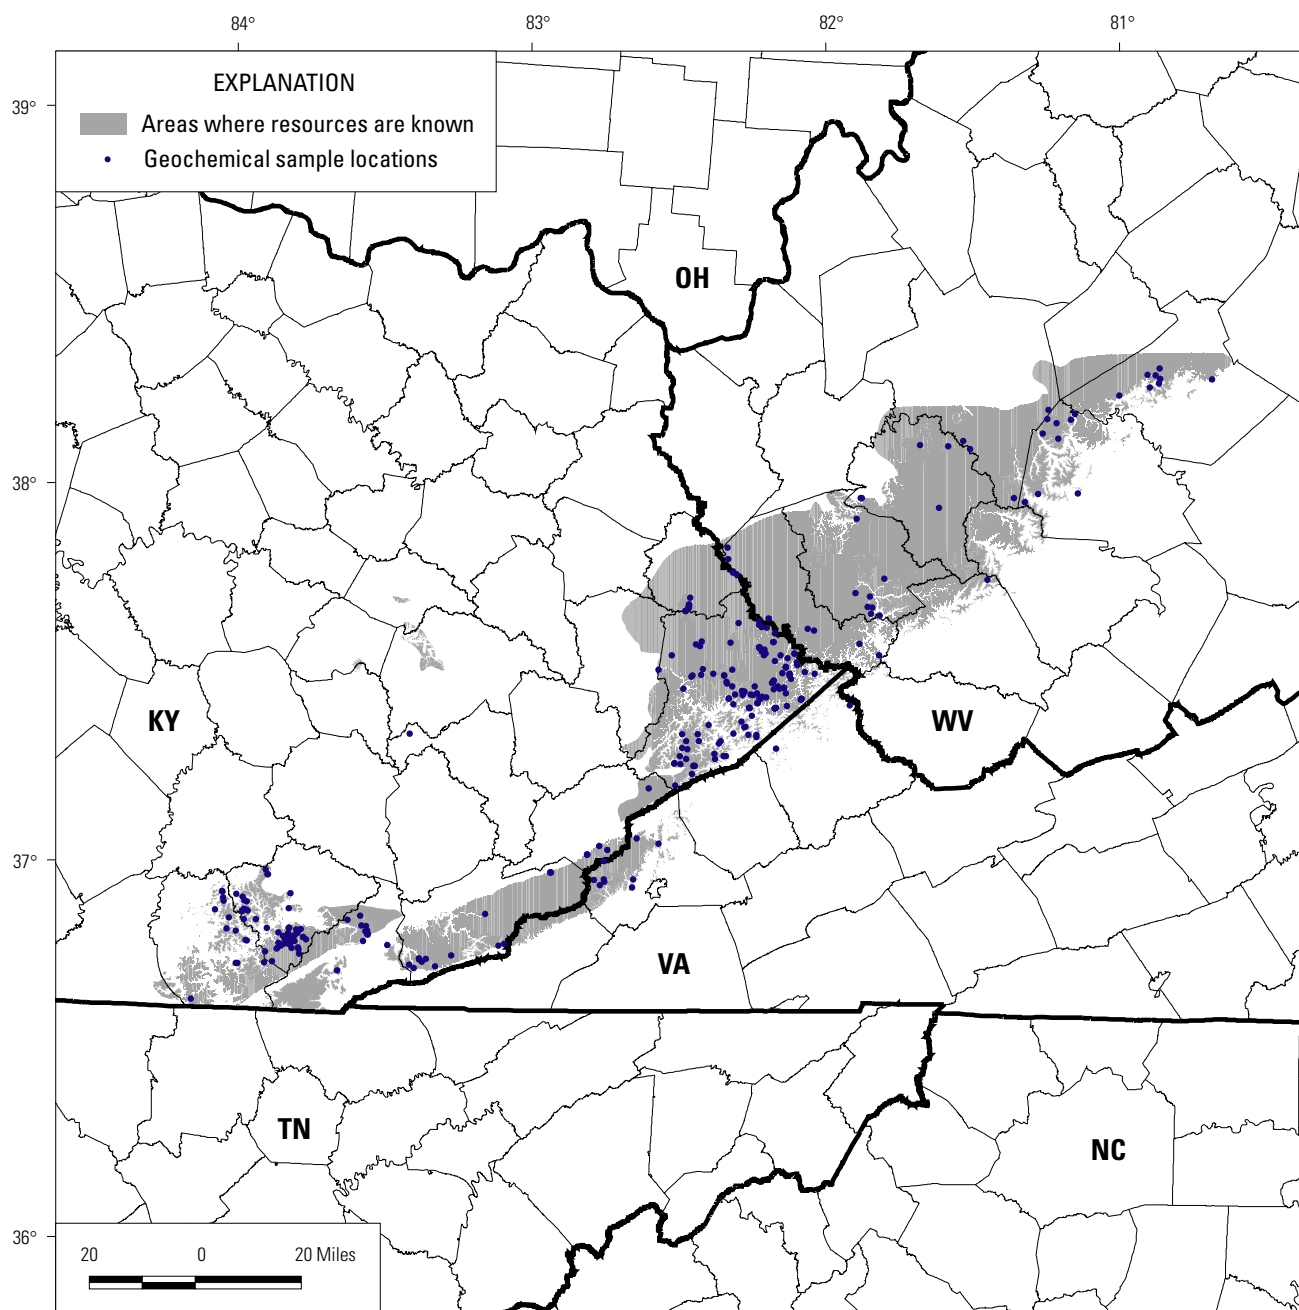 84° 83° 82° 81°
EXPLANATION
Areas where resources are known
Geochemical sample locations
39°
OH
38°
KY
WV
37°
VA
TN
NC
36°
20 0 20 Miles